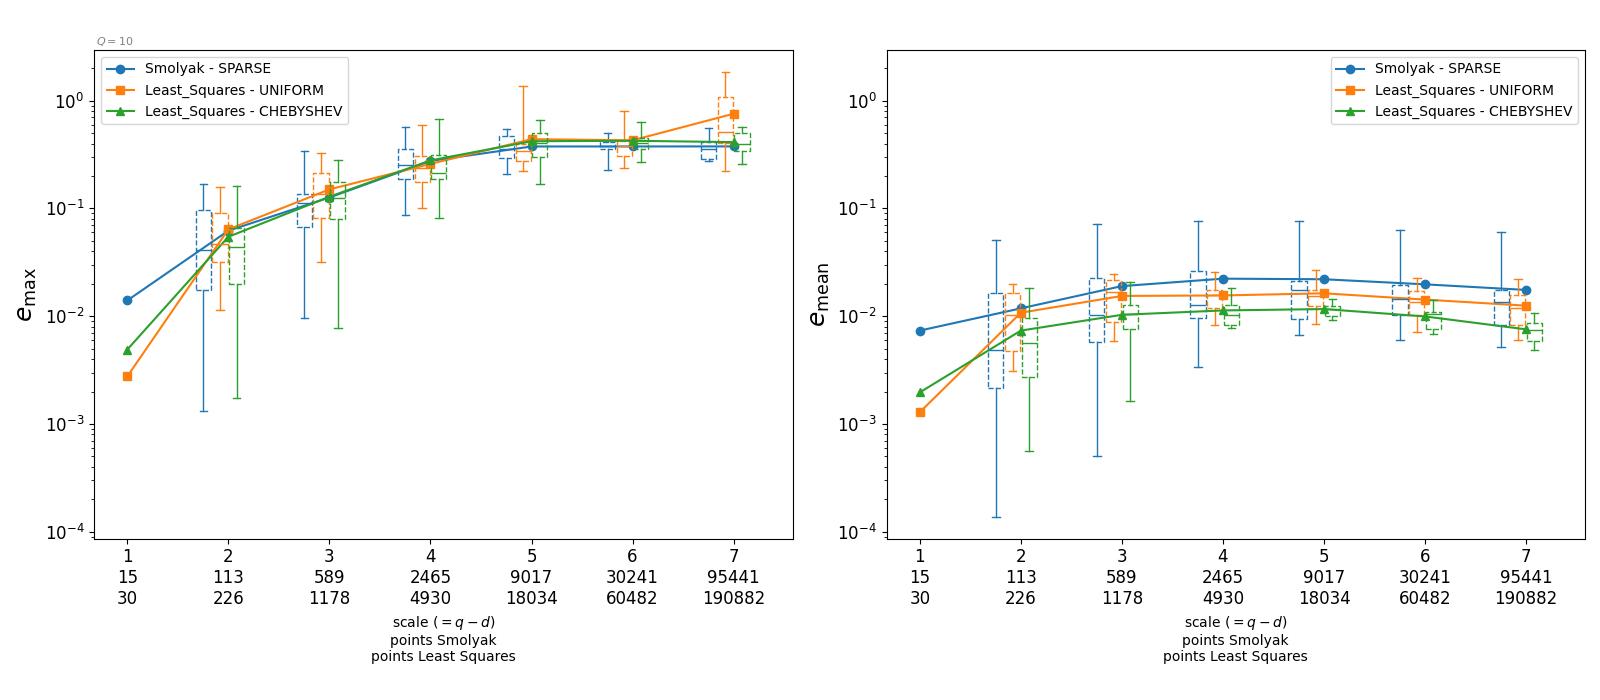 Q = 10
Smolyak - SPARSE
Least_Squares - UNIFORM
Least_Squares - CHEBYSHEV
10^0
10^-1
10^-2
10^-3
10^-4
e_max
1 2 3 4 5 6 7
15 113 589 2465 9017 30241 95441
30 226 1178 4930 18034 60482 190882
scale (= q − d)
points Smolyak
points Least Squares
Smolyak - SPARSE
Least_Squares - UNIFORM
Least_Squares - CHEBYSHEV
10^0
10^-1
10^-2
10^-3
10^-4
e_mean
1 2 3 4 5 6 7
15 113 589 2465 9017 30241 95441
30 226 1178 4930 18034 60482 190882
scale (= q − d)
points Smolyak
points Least Squares